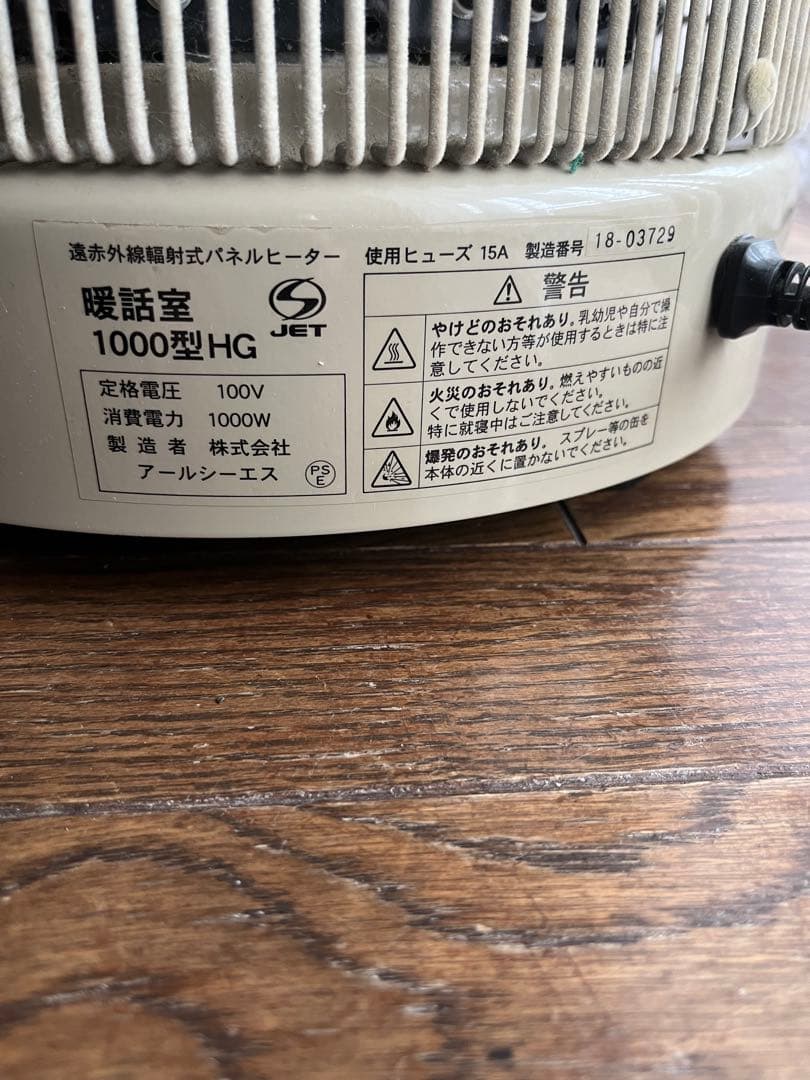 遠赤外線輻射式パネルヒーター
使用ヒューズ 15A 製造番号 18-03729
暖話室
1000型HG
JET
定格電圧 100V
消費電力 1000W
製造者 株式会社
アールシーエス
PS
E
警告
やけどのおそれあり。乳幼児や自分で操
作できない方等が使用するときは特に注
意してください。
火災のおそれあり。燃えやすいものの近
くで使用しないでください。
特に就寝中はご注意してください。
爆発のおそれあり。 スプレー等の缶を
本体の近くに置かないでください。